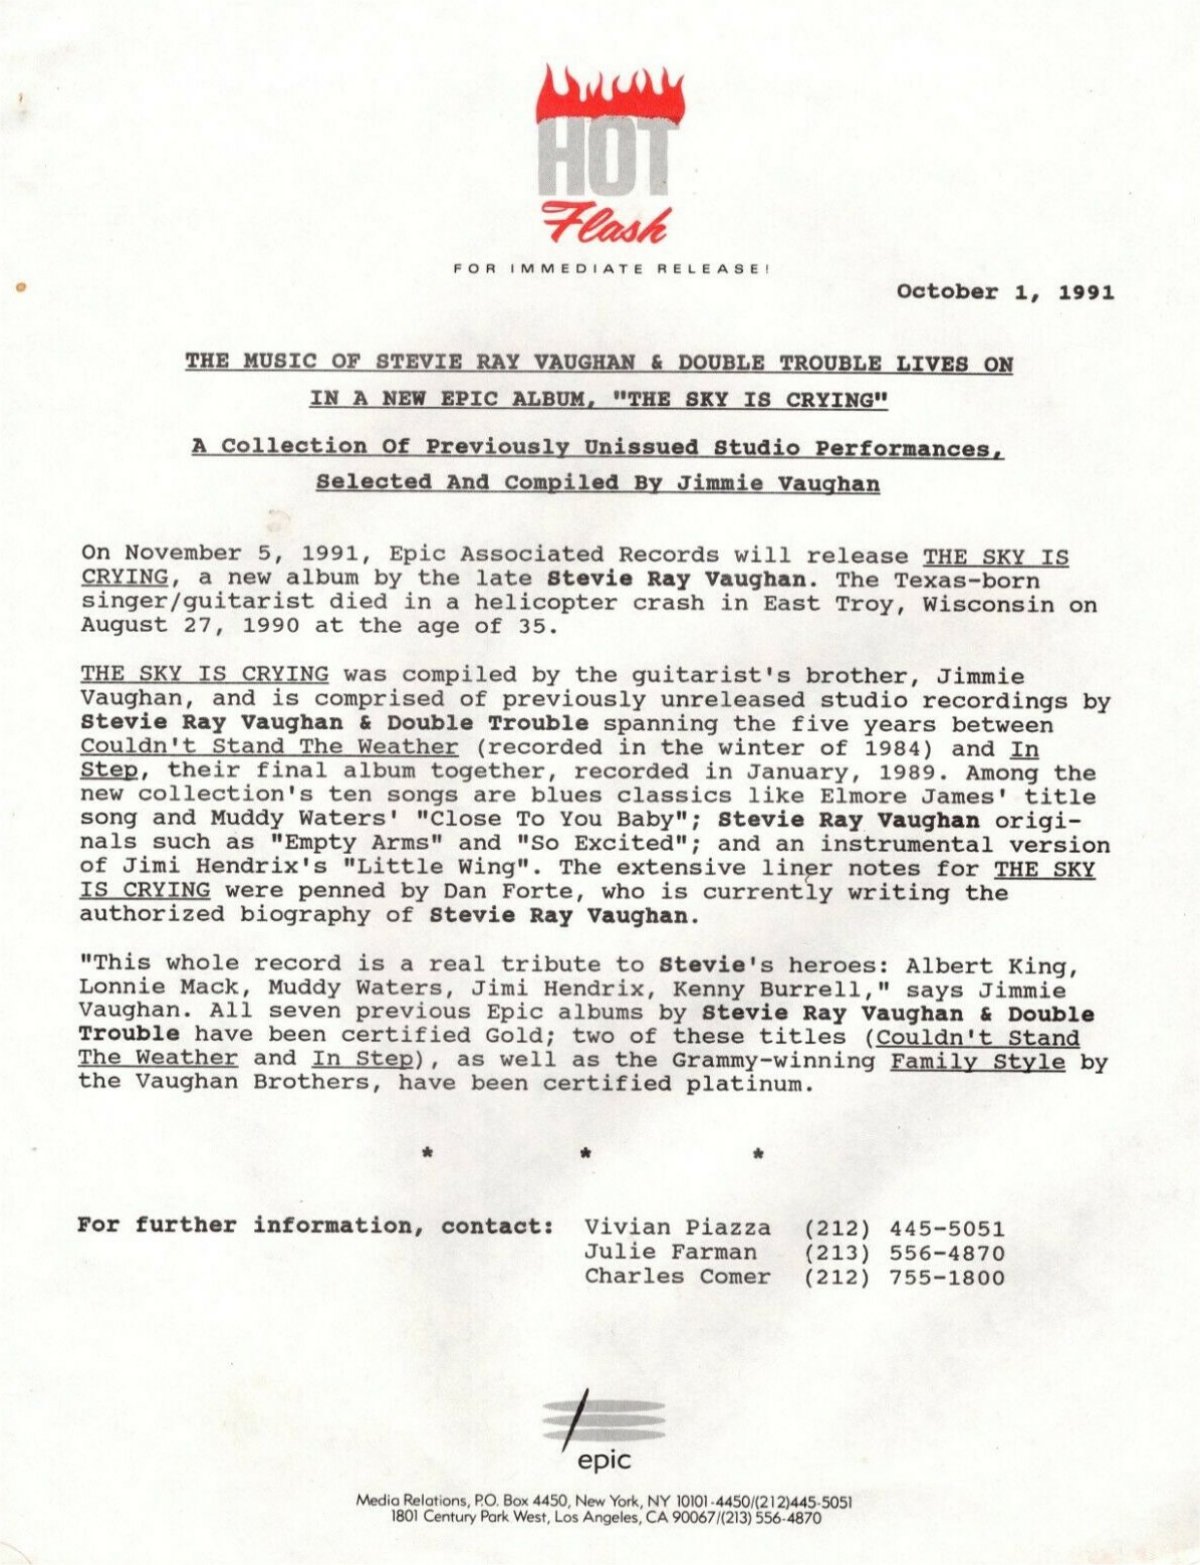 HOT
Flash
FOR IMMEDIATE RELEASE!
October 1, 1991
THE MUSIC OF STEVIE RAY VAUGHAN & DOUBLE TROUBLE LIVES ON
IN A NEW EPIC ALBUM, "THE SKY IS CRYING"
A Collection Of Previously Unissued Studio Performances,
Selected And Compiled By Jimmie Vaughan
On November 5, 1991, Epic Associated Records will release THE SKY IS
CRYING, a new album by the late Stevie Ray Vaughan. The Texas-born
singer/guitarist died in a helicopter crash in East Troy, Wisconsin on
August 27, 1990 at the age of 35.
THE SKY IS CRYING was compiled by the guitarist's brother, Jimmie
Vaughan, and is comprised of previously unreleased studio recordings by
Stevie Ray Vaughan & Double Trouble spanning the five years between
Couldn't Stand The Weather (recorded in the winter of 1984) and In
Step, their final album together, recorded in January, 1989. Among the
new collection's ten songs are blues classics like Elmore James' title
song and Muddy Waters' "Close To You Baby"; Stevie Ray Vaughan origi-
nals such as "Empty Arms" and "So Excited"; and an instrumental version
of Jimi Hendrix's "Little Wing". The extensive liner notes for THE SKY
IS CRYING were penned by Dan Forte, who is currently writing the
authorized biography of Stevie Ray Vaughan.
"This whole record is a real tribute to Stevie's heroes: Albert King,
Lonnie Mack, Muddy Waters, Jimi Hendrix, Kenny Burrell," says Jimmie
Vaughan. All seven previous Epic albums by Stevie Ray Vaughan & Double
Trouble have been certified Gold; two of these titles (Couldn't Stand
The Weather and In Step), as well as the Grammy-winning Family Style by
the Vaughan Brothers, have been certified platinum.
* * *
For further information, contact: Vivian Piazza (212) 445-5051
Julie Farman (213) 556-4870
Charles Comer (212) 755-1800
epic
Media Relations, P.O. Box 4450, New York, NY 10101-4450/(212)445-5051
1801 Century Park West, Los Angeles, CA 90067/(213) 556-4870